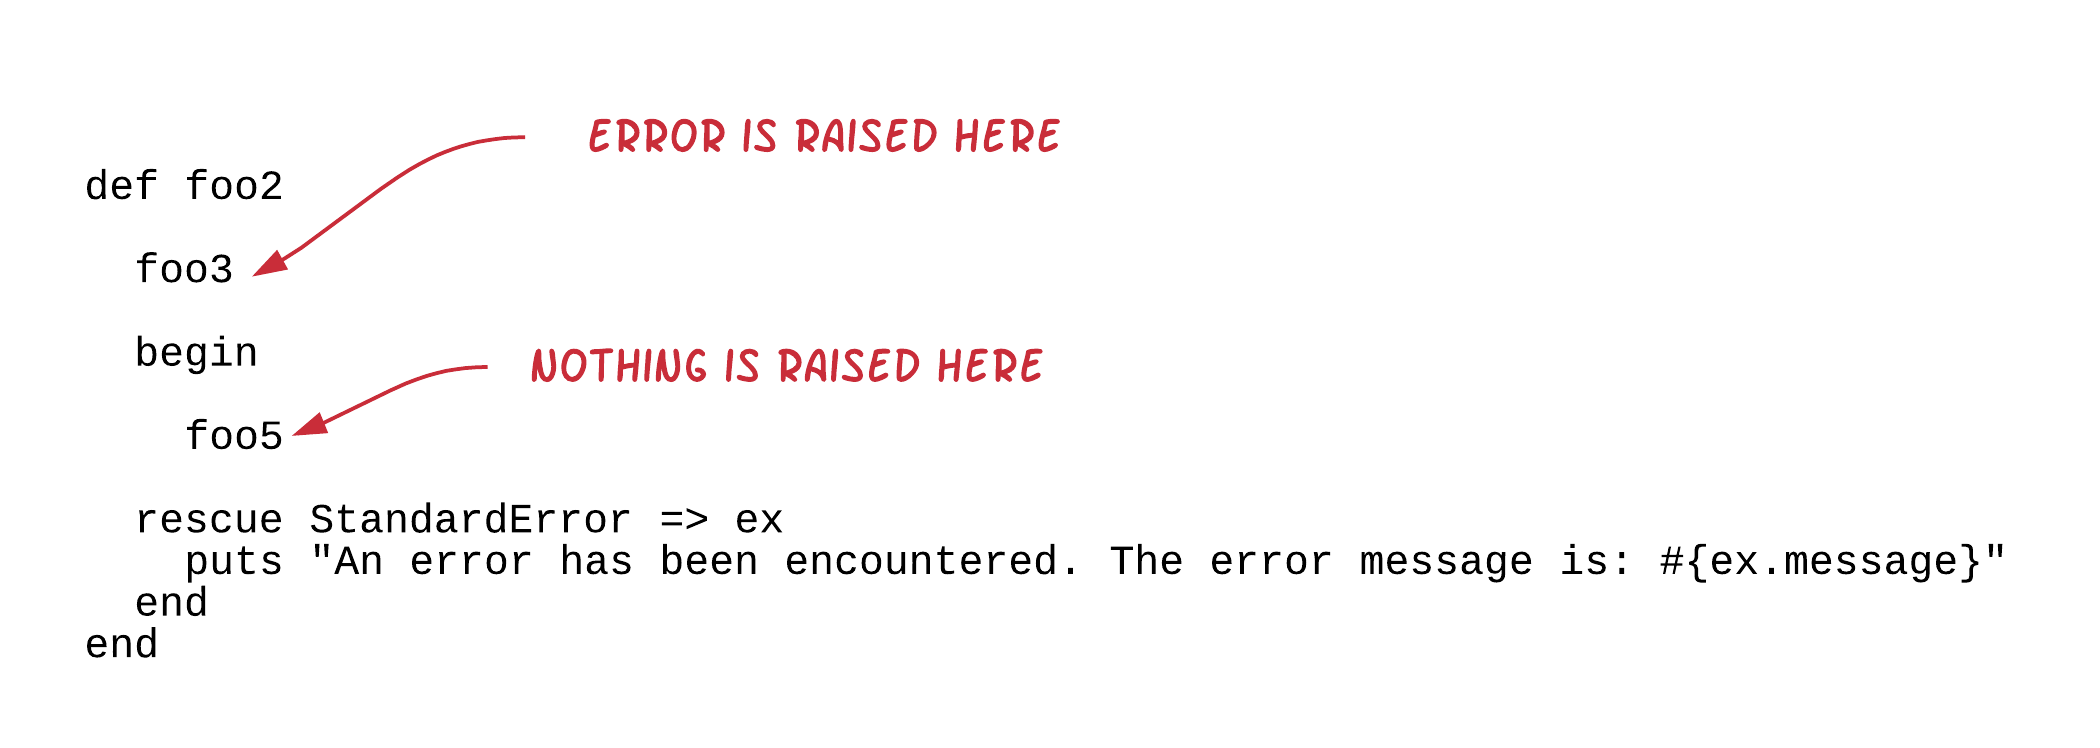 ERROR IS RAISED HERE
def foo2
foo3
begin
NOTHING IS RAISED HERE
foo5
rescue StandardError => ex
puts "An error has been encountered. The error message is: #{ex.message}"
end
end